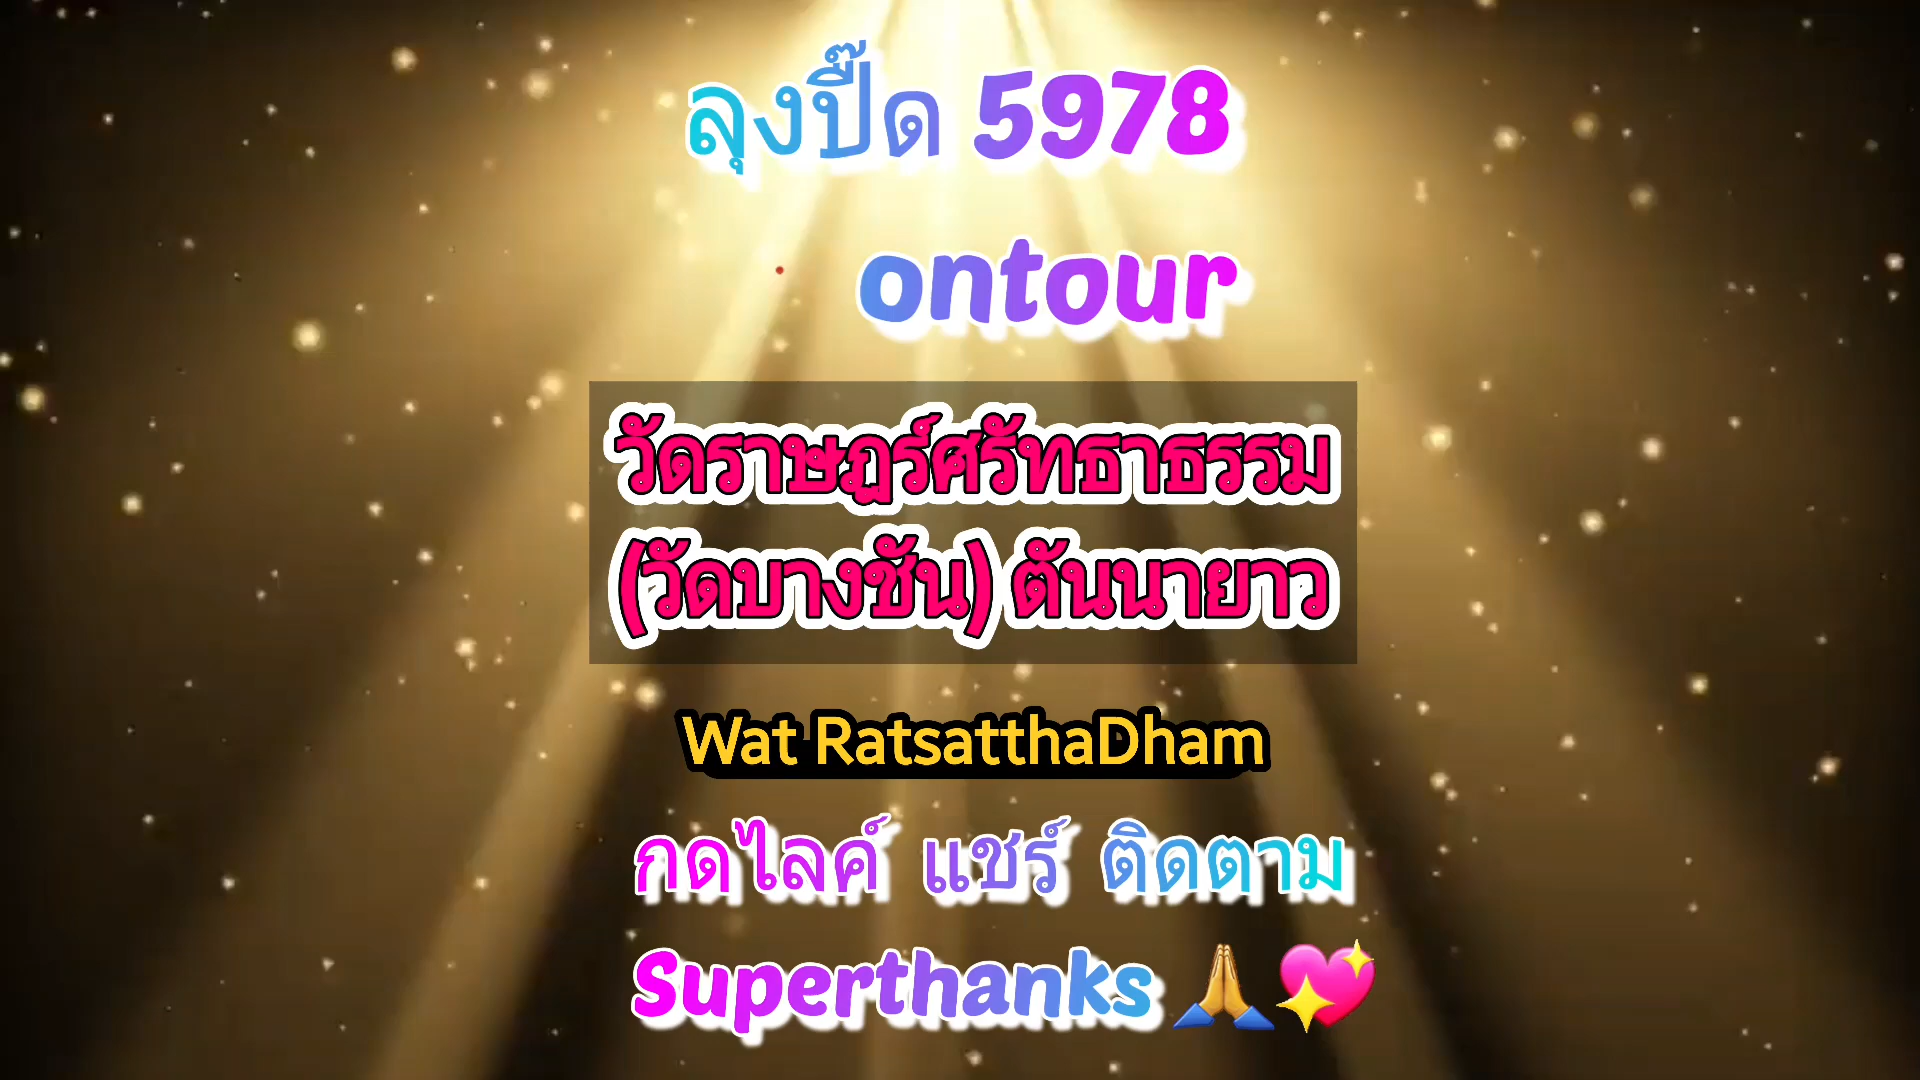 ลุงปื๊ด 5978
ontour
วัดราษฎร์ศรัทธาธรรม
(วัดบางชัน) ตันนายาว
Wat RatsatthaDham
กดไลค์ แชร์ ติดตาม
Superthanks 🙏💖